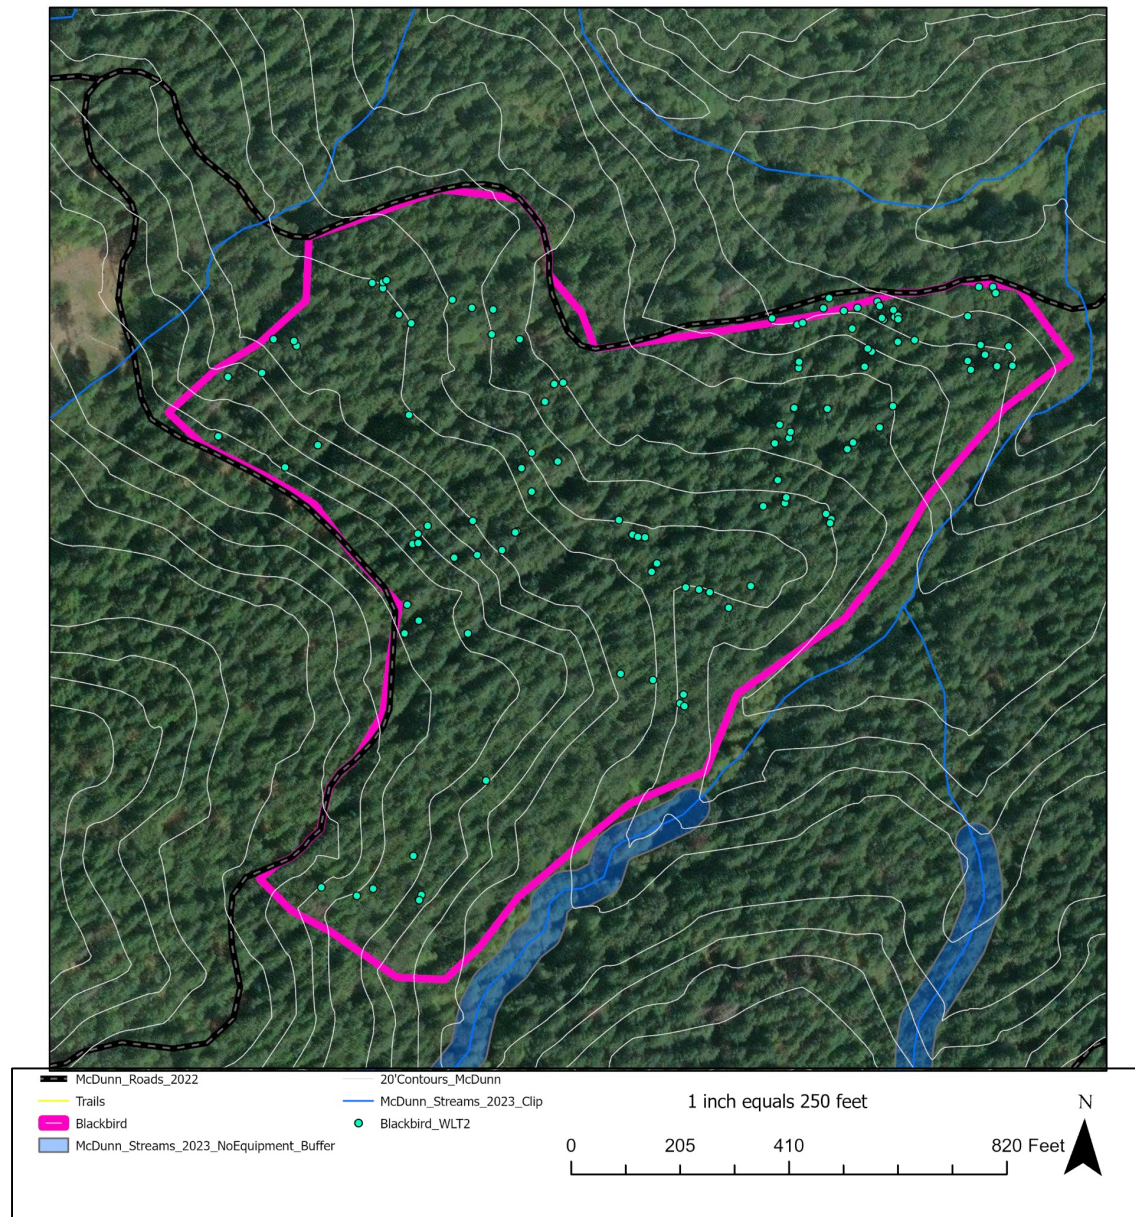 McDunn_Roads_2022
Trails
Blackbird
McDunn_Streams_2023_NoEquipment_Buffer
20'Contours_McDunn
McDunn_Streams_2023_Clip
Blackbird_WLT2
1 inch equals 250 feet
0 205 410 820 Feet
N